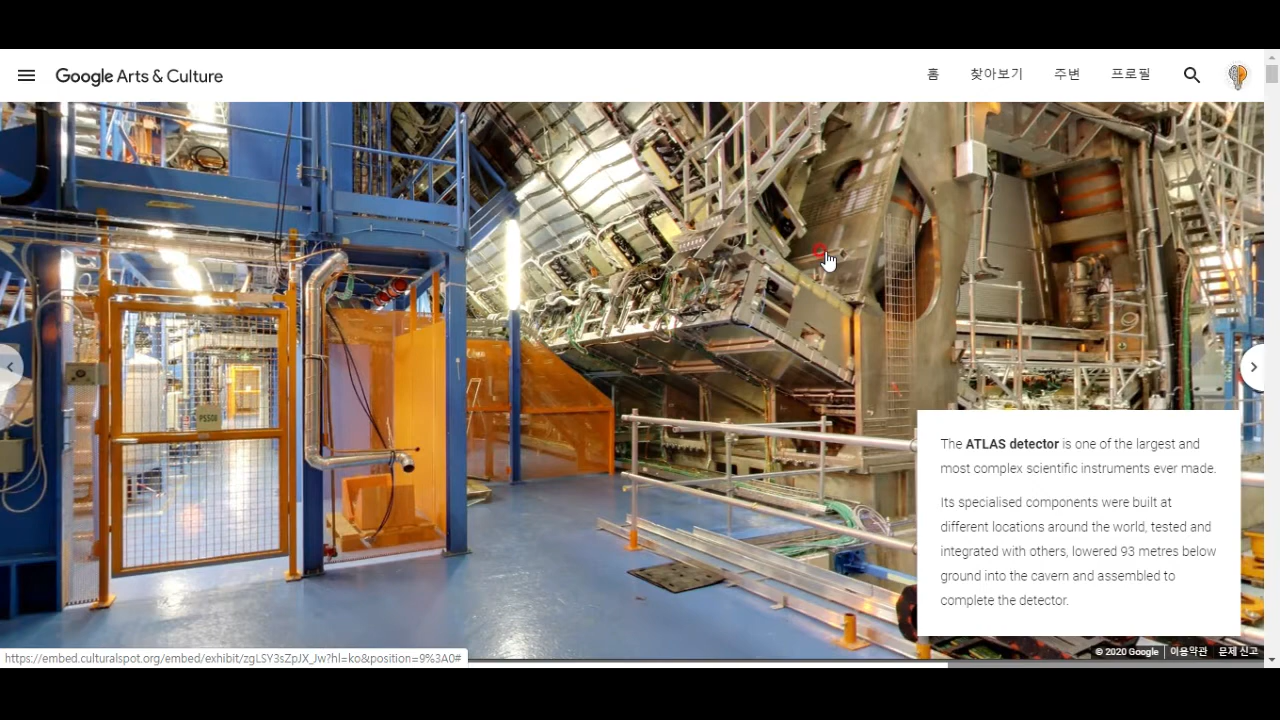 Google Arts & Culture
홈 찾아보기 주변 프로필
PSS08
The ATLAS detector is one of the largest and
most complex scientific instruments ever made.
Its specialised components were built at
different locations around the world, tested and
integrated with others, lowered 93 metres below
ground into the cavern and assembled to
complete the detector.
© 2020 Google 이용약관 문제 신고
https://embed.culturalspot.org/embed/exhibit/zgLSY3sZpJX_Jw?hl=ko&position=9%3A0#